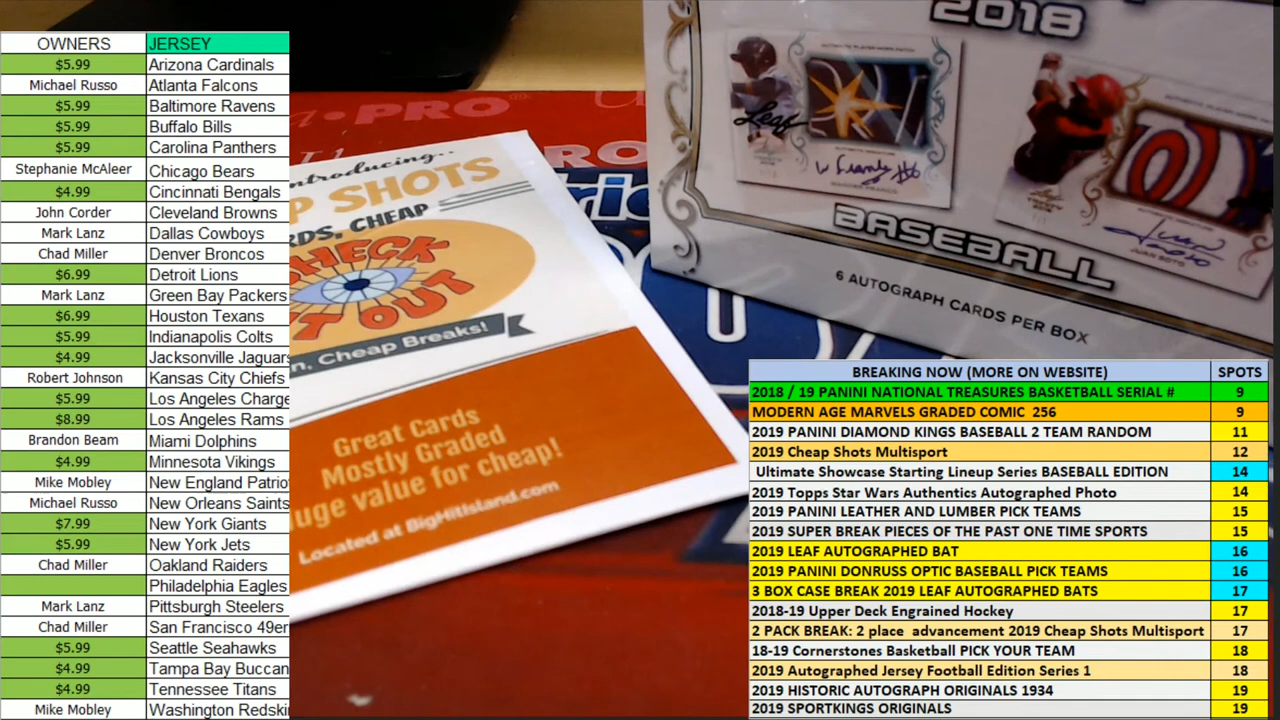 OWNERS JERSEY
$5.99 Arizona Cardinals
Michael Russo Atlanta Falcons
$5.99 Baltimore Ravens
$5.99 Buffalo Bills
$5.99 Carolina Panthers
Stephanie McAleer Chicago Bears
$4.99 Cincinnati Bengals
John Corder Cleveland Browns
Mark Lanz Dallas Cowboys
Chad Miller Denver Broncos
$6.99 Detroit Lions
Mark Lanz Green Bay Packers
$6.99 Houston Texans
$5.99 Indianapolis Colts
$4.99 Jacksonville Jaguars
Robert Johnson Kansas City Chiefs
$5.99 Los Angeles Charge
$8.99 Los Angeles Rams
Brandon Beam Miami Dolphins
$4.99 Minnesota Vikings
Mike Mobley New England Patrio
Michael Russo New Orleans Saints
$7.99 New York Giants
$5.99 New York Jets
Chad Miller Oakland Raiders
Philadelphia Eagles
Mark Lanz Pittsburgh Steelers
Chad Miller San Francisco 49er
$5.99 Seattle Seahawks
$4.99 Tampa Bay Buccan
$4.99 Tennessee Titans
Mike Mobley Washington Redski
PRO
introducing..
P SHOTS
RDS, CHEAP
HECK
T OUT
n, Cheap Breaks!
Great Cards
Mostly Graded
uge value for cheap!
Located at BigHitIsland.com
2018
Leaf
BASEBALL
6 AUTOGRAPH CARDS PER BOX
JUAN SOTO
BREAKING NOW (MORE ON WEBSITE) SPOTS
2018 / 19 PANINI NATIONAL TREASURES BASKETBALL SERIAL # 9
MODERN AGE MARVELS GRADED COMIC 256 9
2019 PANINI DIAMOND KINGS BASEBALL 2 TEAM RANDOM 11
2019 Cheap Shots Multisport 12
Ultimate Showcase Starting Lineup Series BASEBALL EDITION 14
2019 Topps Star Wars Authentics Autographed Photo 14
2019 PANINI LEATHER AND LUMBER PICK TEAMS 15
2019 SUPER BREAK PIECES OF THE PAST ONE TIME SPORTS 15
2019 LEAF AUTOGRAPHED BAT 16
2019 PANINI DONRUSS OPTIC BASEBALL PICK TEAMS 16
3 BOX CASE BREAK 2019 LEAF AUTOGRAPHED BATS 17
2018-19 Upper Deck Engrained Hockey 17
2 PACK BREAK: 2 place advancement 2019 Cheap Shots Multisport 17
18-19 Cornerstones Basketball PICK YOUR TEAM 18
2019 Autographed Jersey Football Edition Series 1 18
2019 HISTORIC AUTOGRAPH ORIGINALS 1934 19
2019 SPORTKINGS ORIGINALS 19